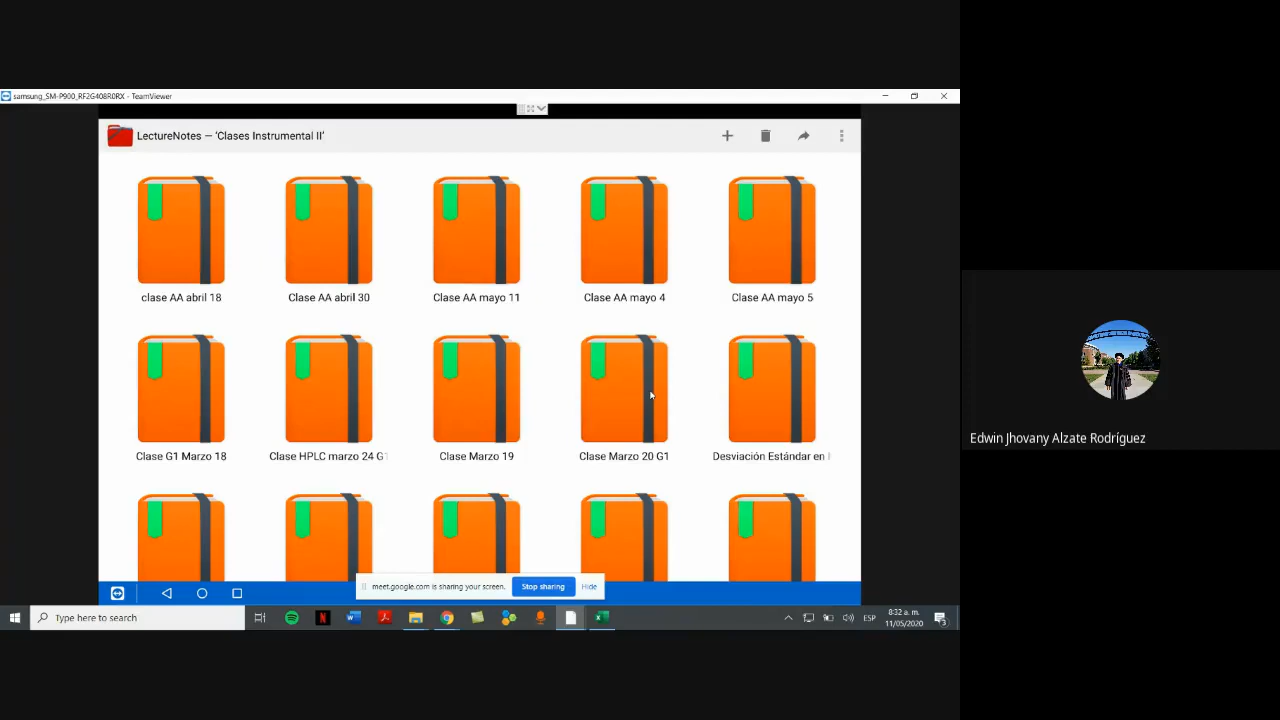 samsung_SM-P900_RF2G408R0RX - TeamViewer
LectureNotes — ‘Clases Instrumental II’
clase AA abril 18
Clase AA abril 30
Clase AA mayo 11
Clase AA mayo 4
Clase AA mayo 5
Clase G1 Marzo 18
Clase HPLC marzo 24 G1
Clase Marzo 19
Clase Marzo 20 G1
Desviación Estándar en
Edwin Jhovany Alzate Rodríguez
meet.google.com is sharing your screen.
Stop sharing
Hide
Type here to search
ESP
8:32 a. m.
11/05/2020
3